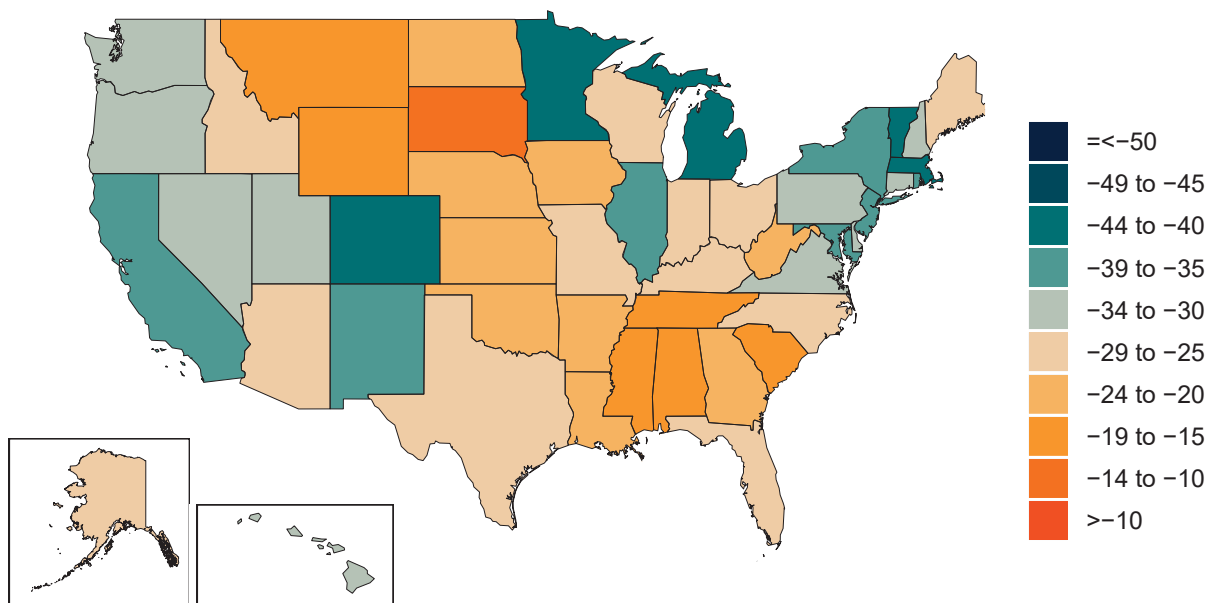 =<−50
−49 to −45
−44 to −40
−39 to −35
−34 to −30
−29 to −25
−24 to −20
−19 to −15
−14 to −10
>−10